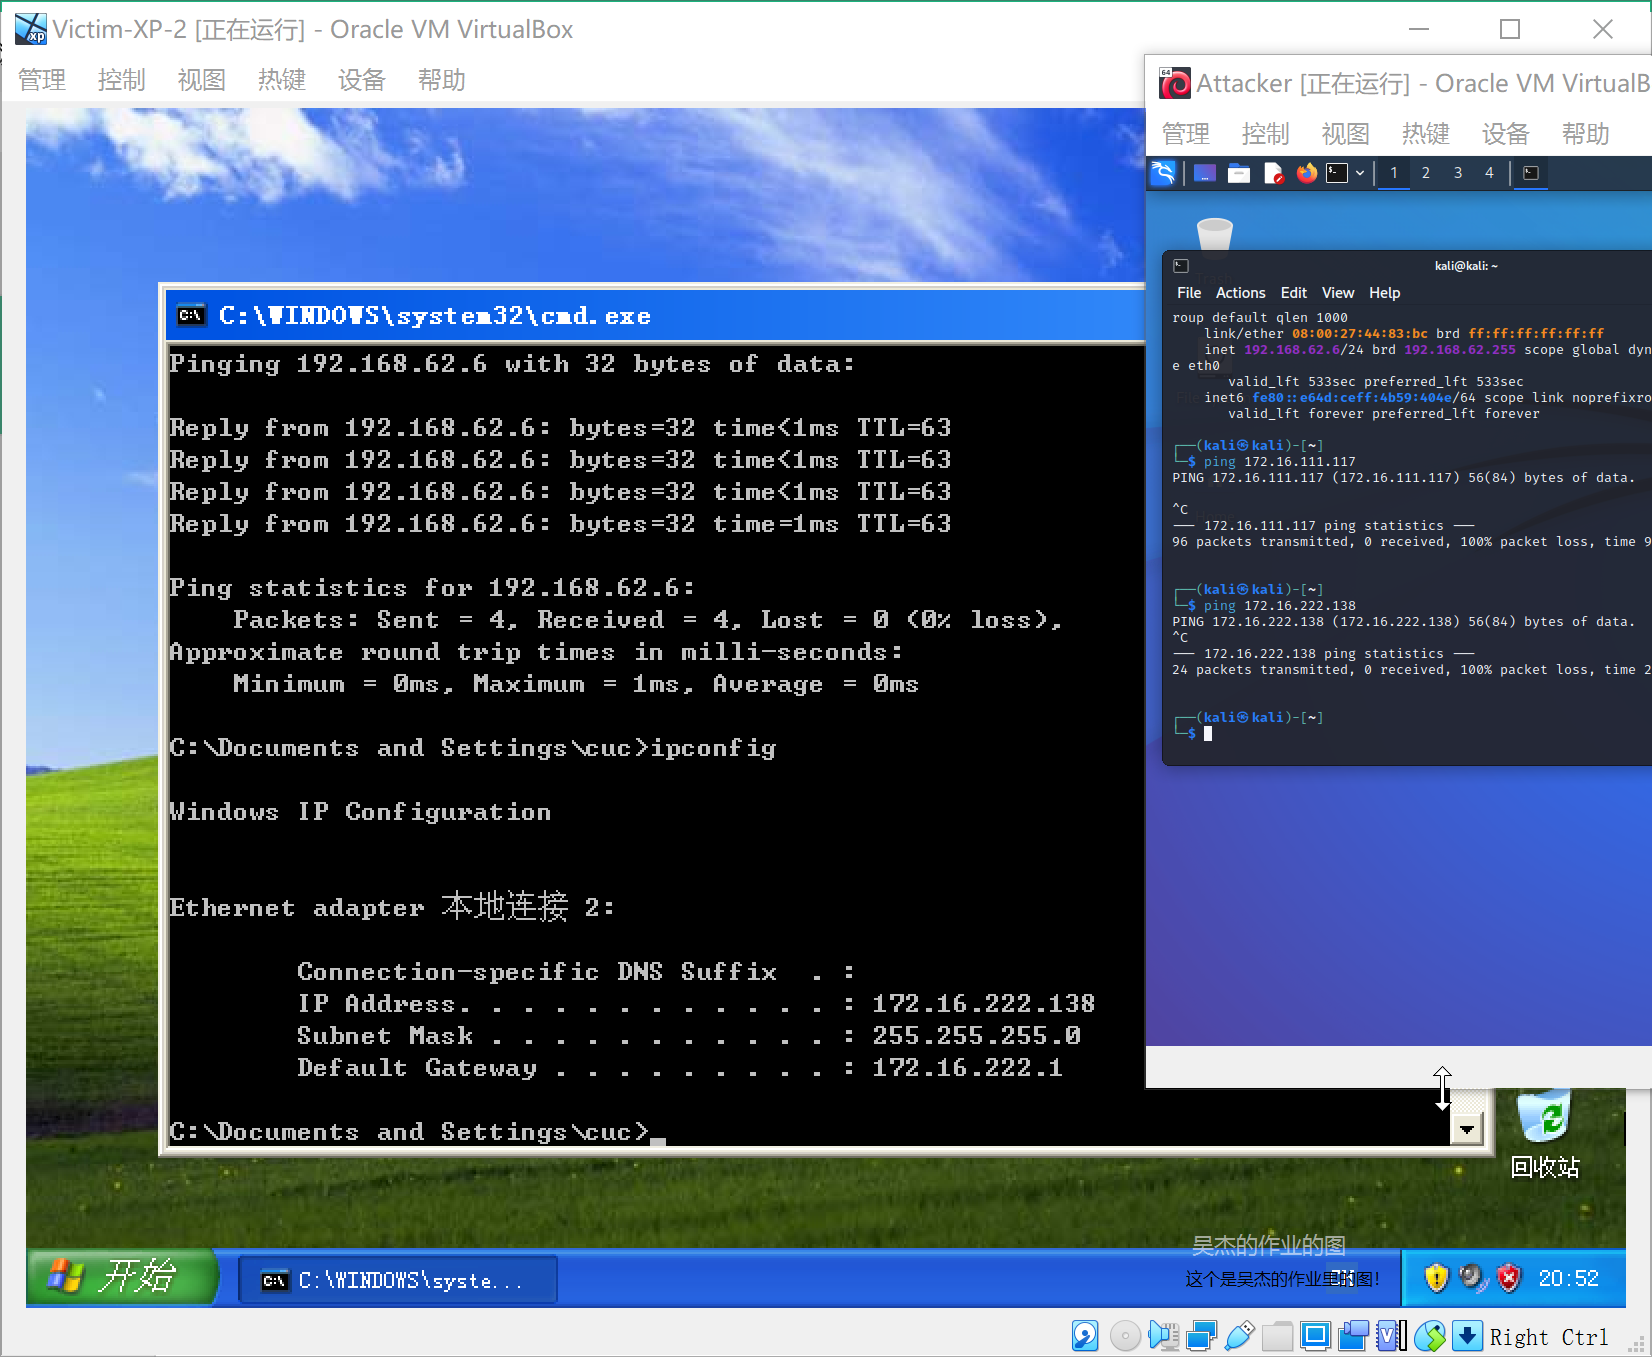 Victim-XP-2 [正在运行] - Oracle VM VirtualBox
管理 控制 视图 热键 设备 帮助
C:\WINDOWS\system32\cmd.exe
Pinging 192.168.62.6 with 32 bytes of data:
Reply from 192.168.62.6: bytes=32 time<1ms TTL=63
Reply from 192.168.62.6: bytes=32 time<1ms TTL=63
Reply from 192.168.62.6: bytes=32 time<1ms TTL=63
Reply from 192.168.62.6: bytes=32 time=1ms TTL=63
Ping statistics for 192.168.62.6:
Packets: Sent = 4, Received = 4, Lost = 0 (0% loss),
Approximate round trip times in milli-seconds:
Minimum = 0ms, Maximum = 1ms, Average = 0ms
C:\Documents and Settings\cuc>ipconfig
Windows IP Configuration
Ethernet adapter 本地连接 2:
Connection-specific DNS Suffix  . :
IP Address. . . . . . . . . . . . : 172.16.222.138
Subnet Mask . . . . . . . . . . . : 255.255.255.0
Default Gateway . . . . . . . . . : 172.16.222.1
C:\Documents and Settings\cuc>_
Attacker [正在运行] - Oracle VM VirtualB
管理 控制 视图 热键 设备 帮助
1 2 3 4
kali@kali: ~
File Actions Edit View Help
roup default qlen 1000
link/ether 08:00:27:44:83:bc brd ff:ff:ff:ff:ff:ff
inet 192.168.62.6/24 brd 192.168.62.255 scope global dyn
e eth0
valid_lft 533sec preferred_lft 533sec
inet6 fe80::e64d:ceff:4b59:404e/64 scope link noprefixro
valid_lft forever preferred_lft forever
┌──(kali㉿kali)-[~]
└─$ ping 172.16.111.117
PING 172.16.111.117 (172.16.111.117) 56(84) bytes of data.
^C
--- 172.16.111.117 ping statistics ---
96 packets transmitted, 0 received, 100% packet loss, time 9
┌──(kali㉿kali)-[~]
└─$ ping 172.16.222.138
PING 172.16.222.138 (172.16.222.138) 56(84) bytes of data.
^C
--- 172.16.222.138 ping statistics ---
24 packets transmitted, 0 received, 100% packet loss, time 2
┌──(kali㉿kali)-[~]
└─$
回收站
吴杰的作业的图
这个是吴杰的作业里的图!
开始
C:\WINDOWS\syste...
20:52
Right Ctrl